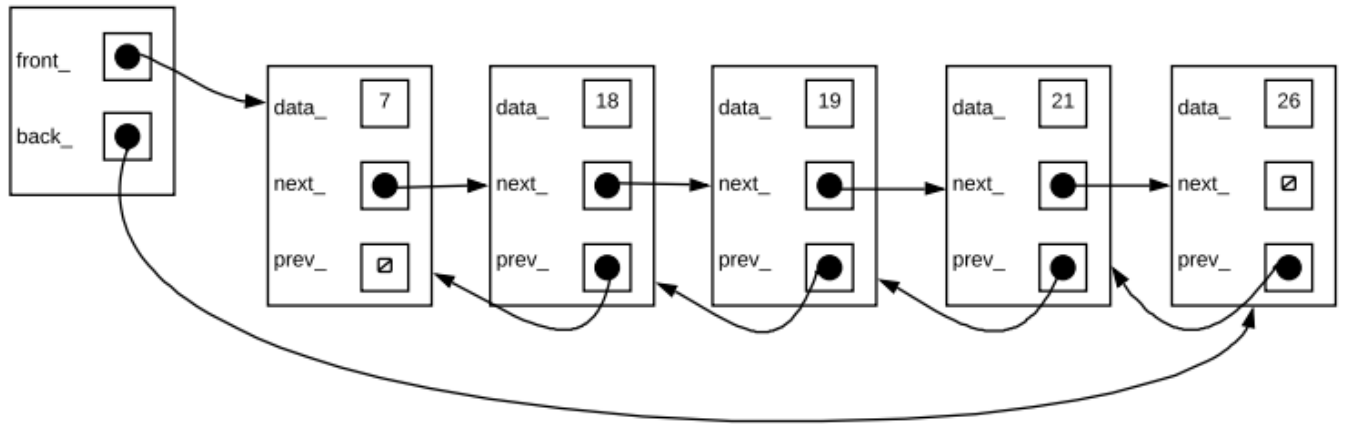 front_
back_
data_ 7
next_
prev_
data_ 18
next_
prev_
data_ 19
next_
prev_
data_ 21
next_
prev_
data_ 26
next_
prev_